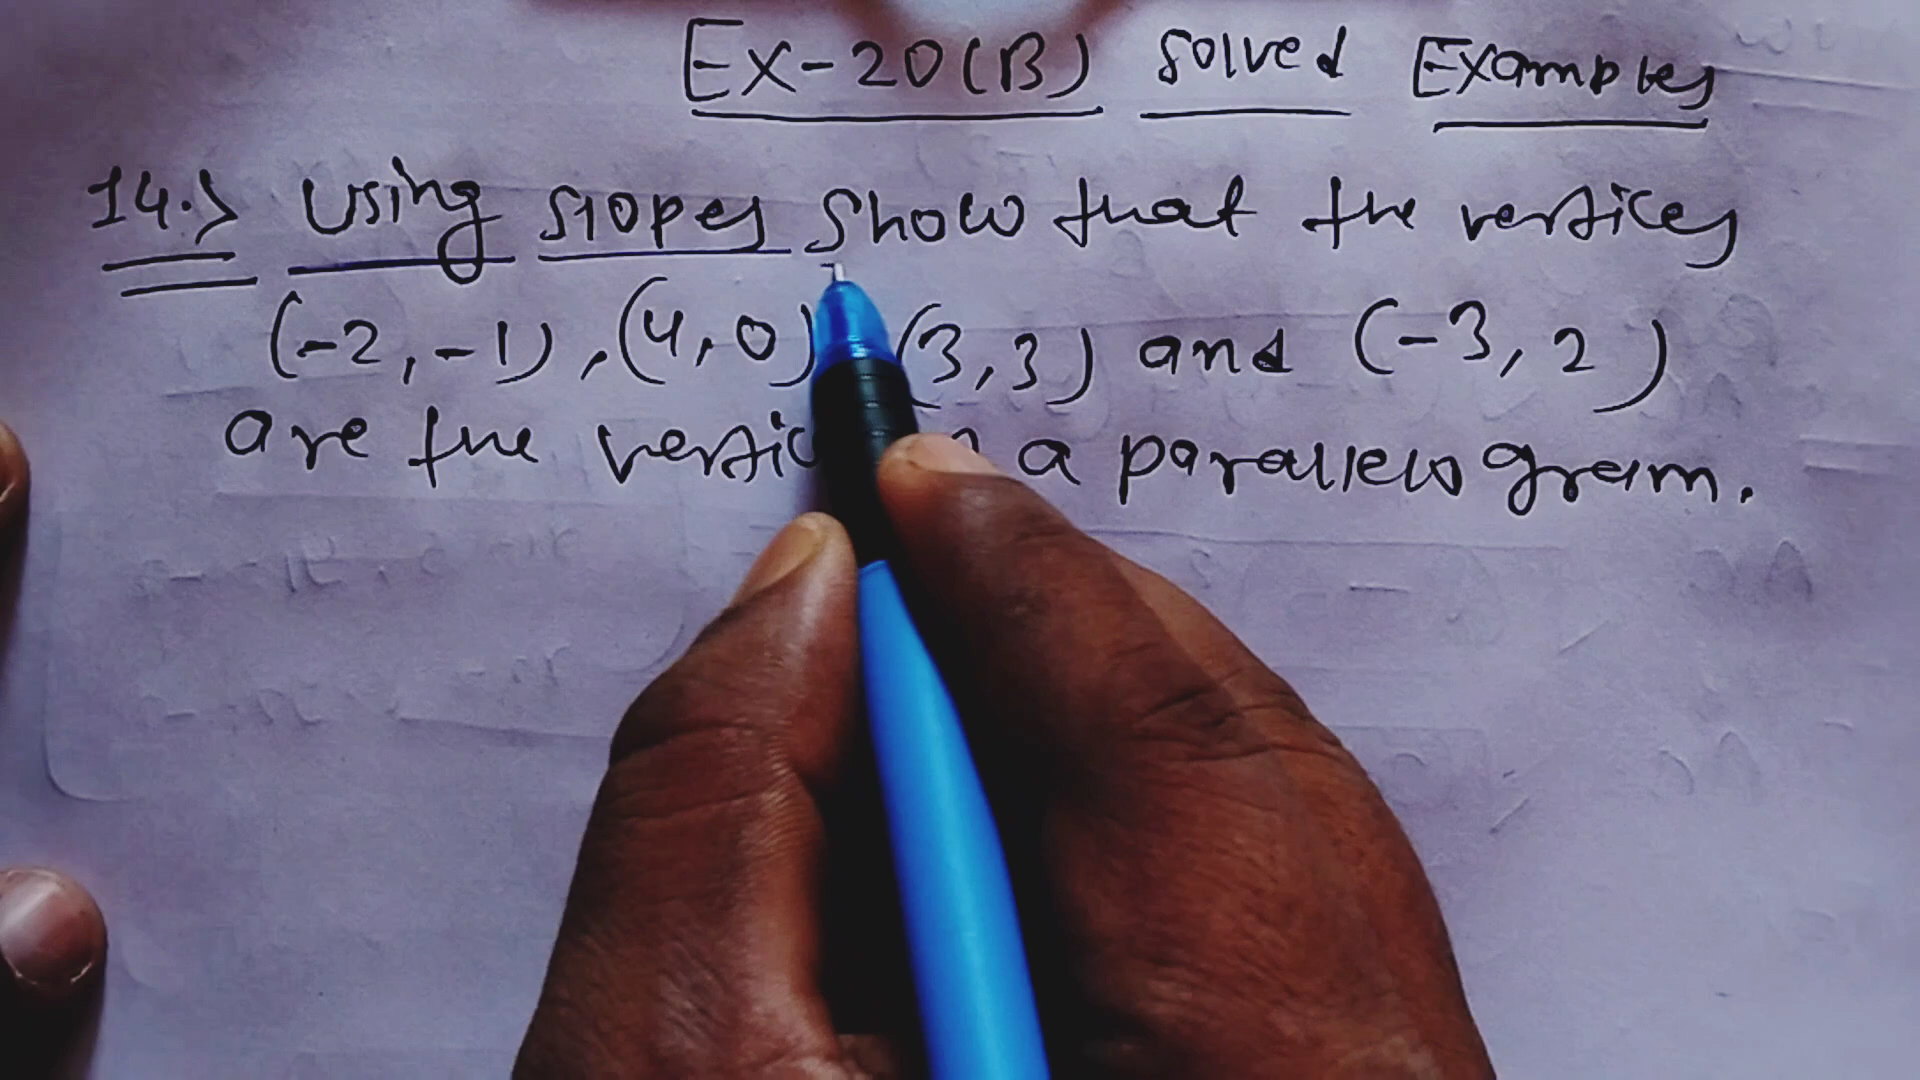 Ex-20(B) Solved Examples
14.> Using slopes show that the vertices
(-2,-1), (4,0) (3,3) and (-3,2)
are the a parallelogram.